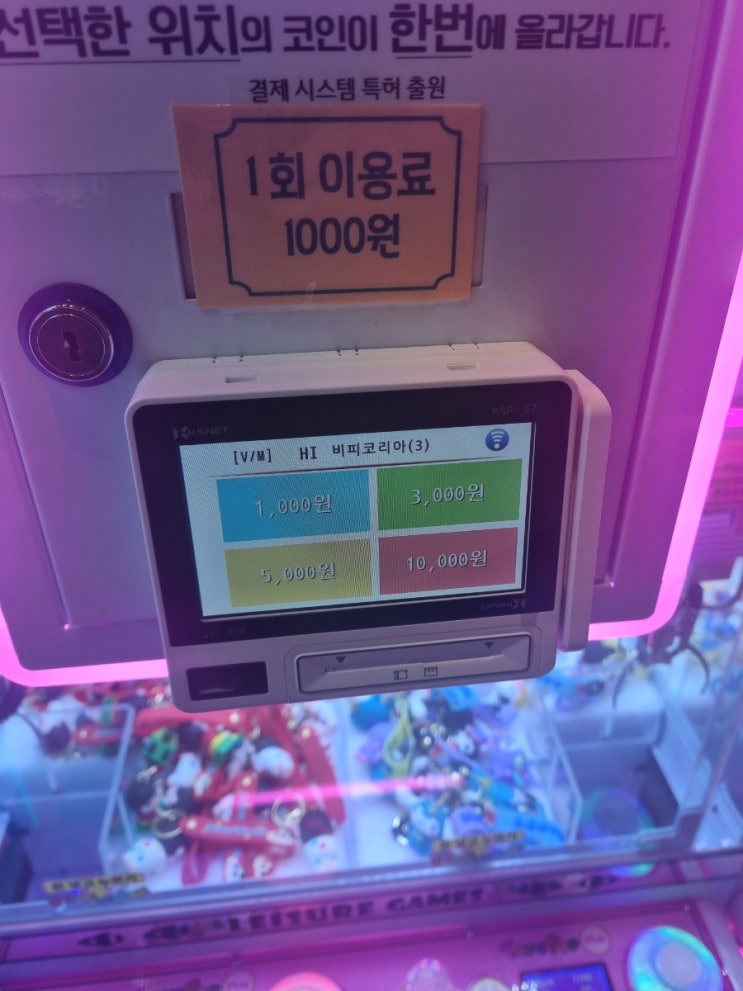 선택한 위치의 코인이 한번에 올라갑니다.
결제 시스템 특허 출원
1회 이용료
1000원
KSNET
[V/M] HI 비피코리아(3)
1,000원
3,000원
5,000원
10,000원
LEISURE GAMES